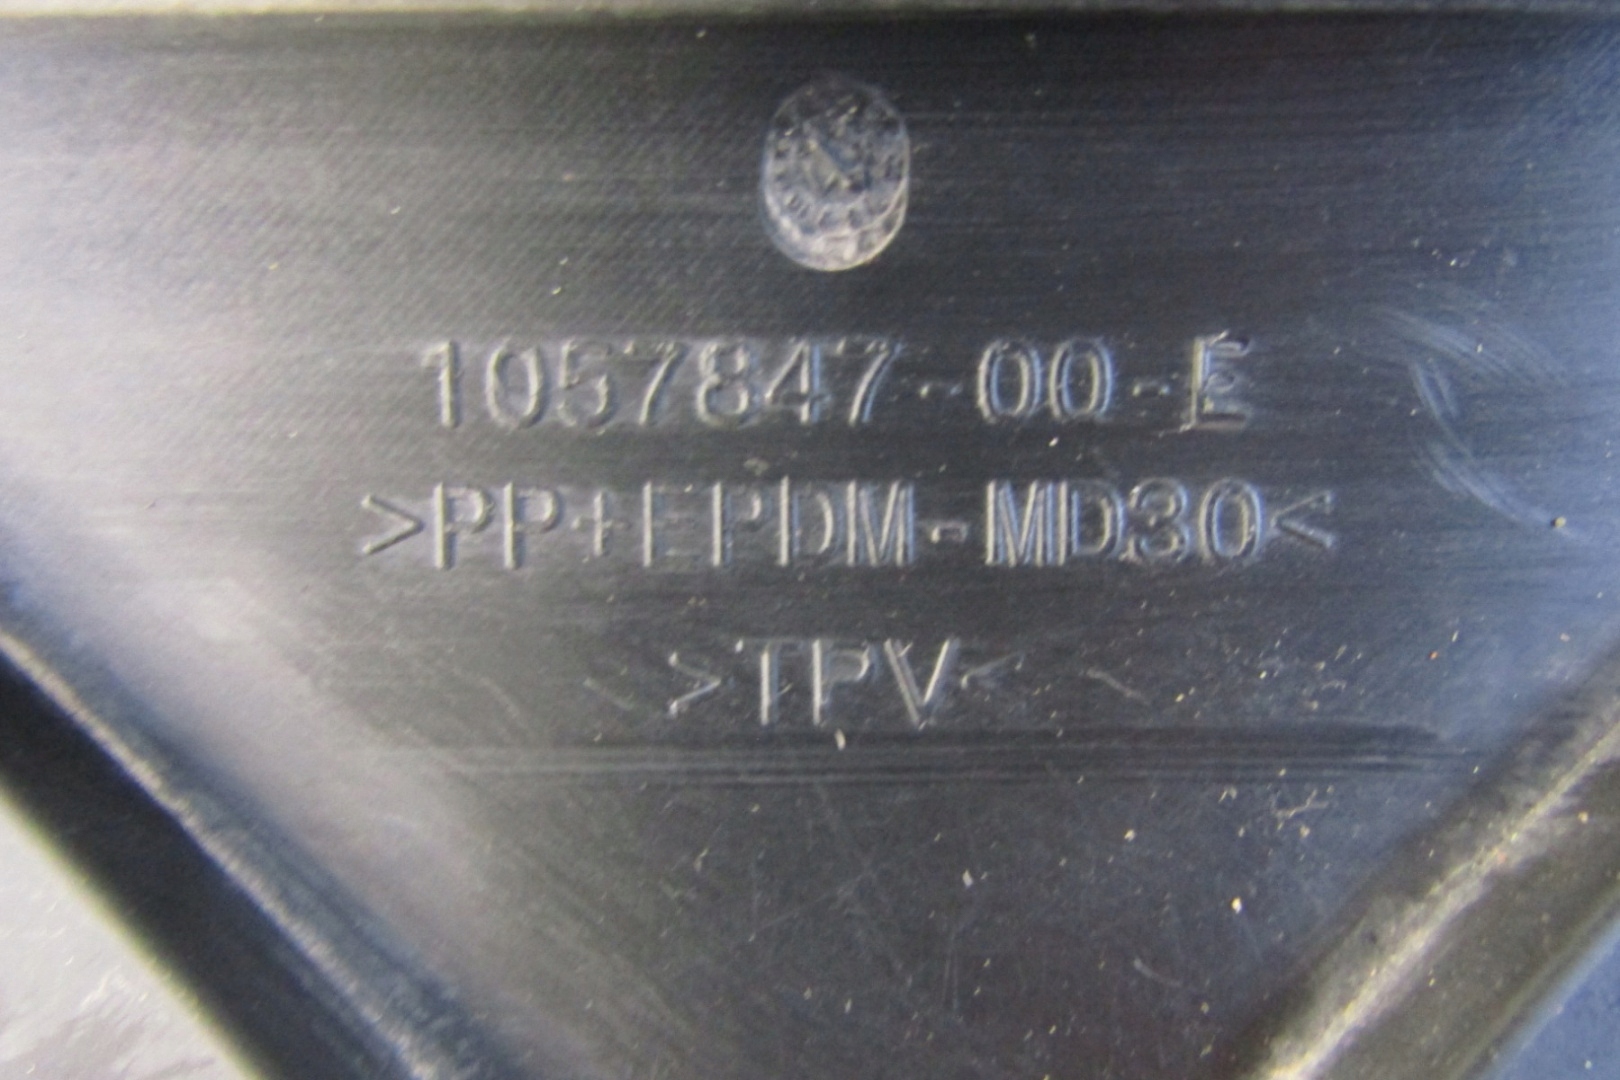 1057847-00-E
>PP+EPDM-MD30<
>TPV<